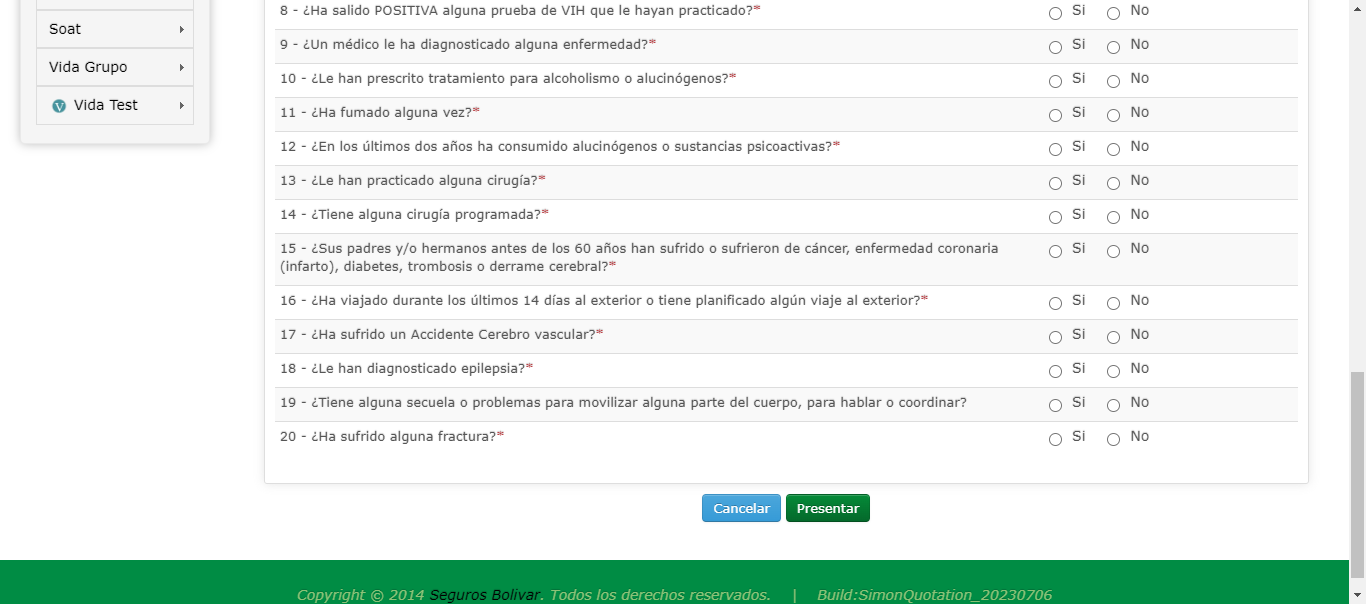 Soat
Vida Grupo
Vida Test
8 - ¿Ha salido POSITIVA alguna prueba de VIH que le hayan practicado?* Si No
9 - ¿Un médico le ha diagnosticado alguna enfermedad?* Si No
10 - ¿Le han prescrito tratamiento para alcoholismo o alucinógenos?* Si No
11 - ¿Ha fumado alguna vez?* Si No
12 - ¿En los últimos dos años ha consumido alucinógenos o sustancias psicoactivas?* Si No
13 - ¿Le han practicado alguna cirugía?* Si No
14 - ¿Tiene alguna cirugía programada?* Si No
15 - ¿Sus padres y/o hermanos antes de los 60 años han sufrido o sufrieron de cáncer, enfermedad coronaria Si No
(infarto), diabetes, trombosis o derrame cerebral?*
16 - ¿Ha viajado durante los últimos 14 días al exterior o tiene planificado algún viaje al exterior?* Si No
17 - ¿Ha sufrido un Accidente Cerebro vascular?* Si No
18 - ¿Le han diagnosticado epilepsia?* Si No
19 - ¿Tiene alguna secuela o problemas para movilizar alguna parte del cuerpo, para hablar o coordinar? Si No
20 - ¿Ha sufrido alguna fractura?* Si No
Cancelar Presentar
Copyright © 2014 Seguros Bolivar. Todos los derechos reservados. | Build:SimonQuotation_20230706